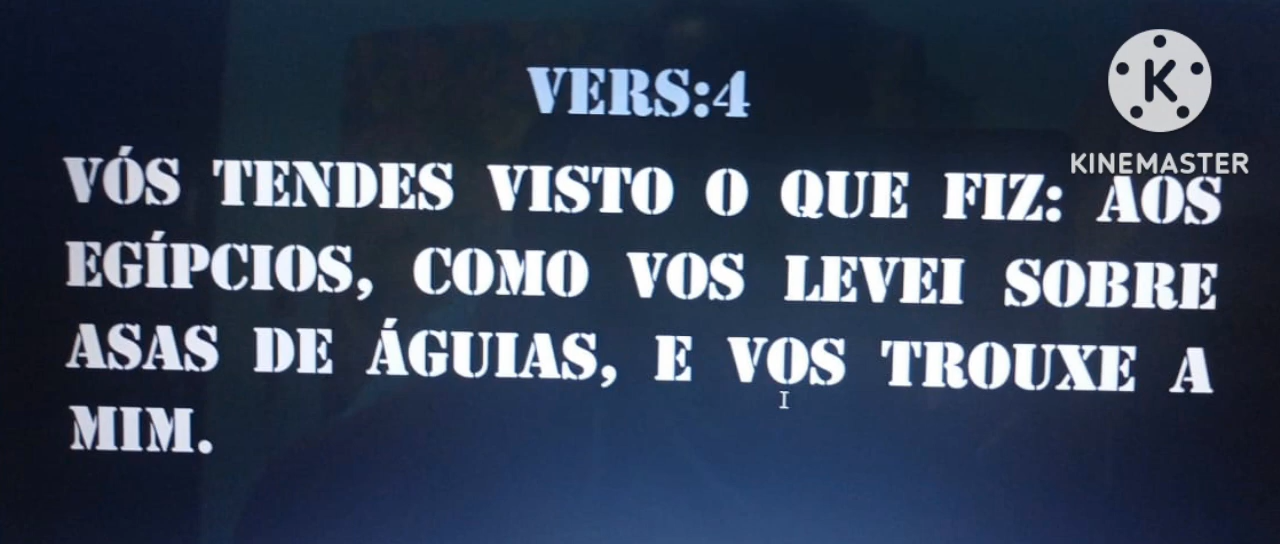 VERS:4
KINEMASTER
VÓS TENDES VISTO O QUE FIZ: AOS
EGÍPCIOS, COMO VOS LEVEI SOBRE
ASAS DE ÁGUIAS, E VOS TROUXE A
MIM.